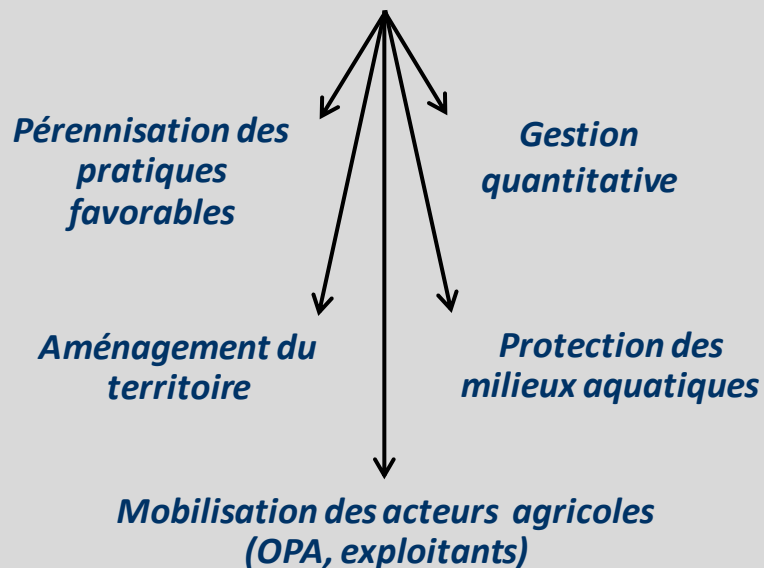 Pérennisation des
pratiques
favorables
Gestion
quantitative
Aménagement du
territoire
Protection des
milieux aquatiques
Mobilisation des acteurs agricoles
(OPA, exploitants)